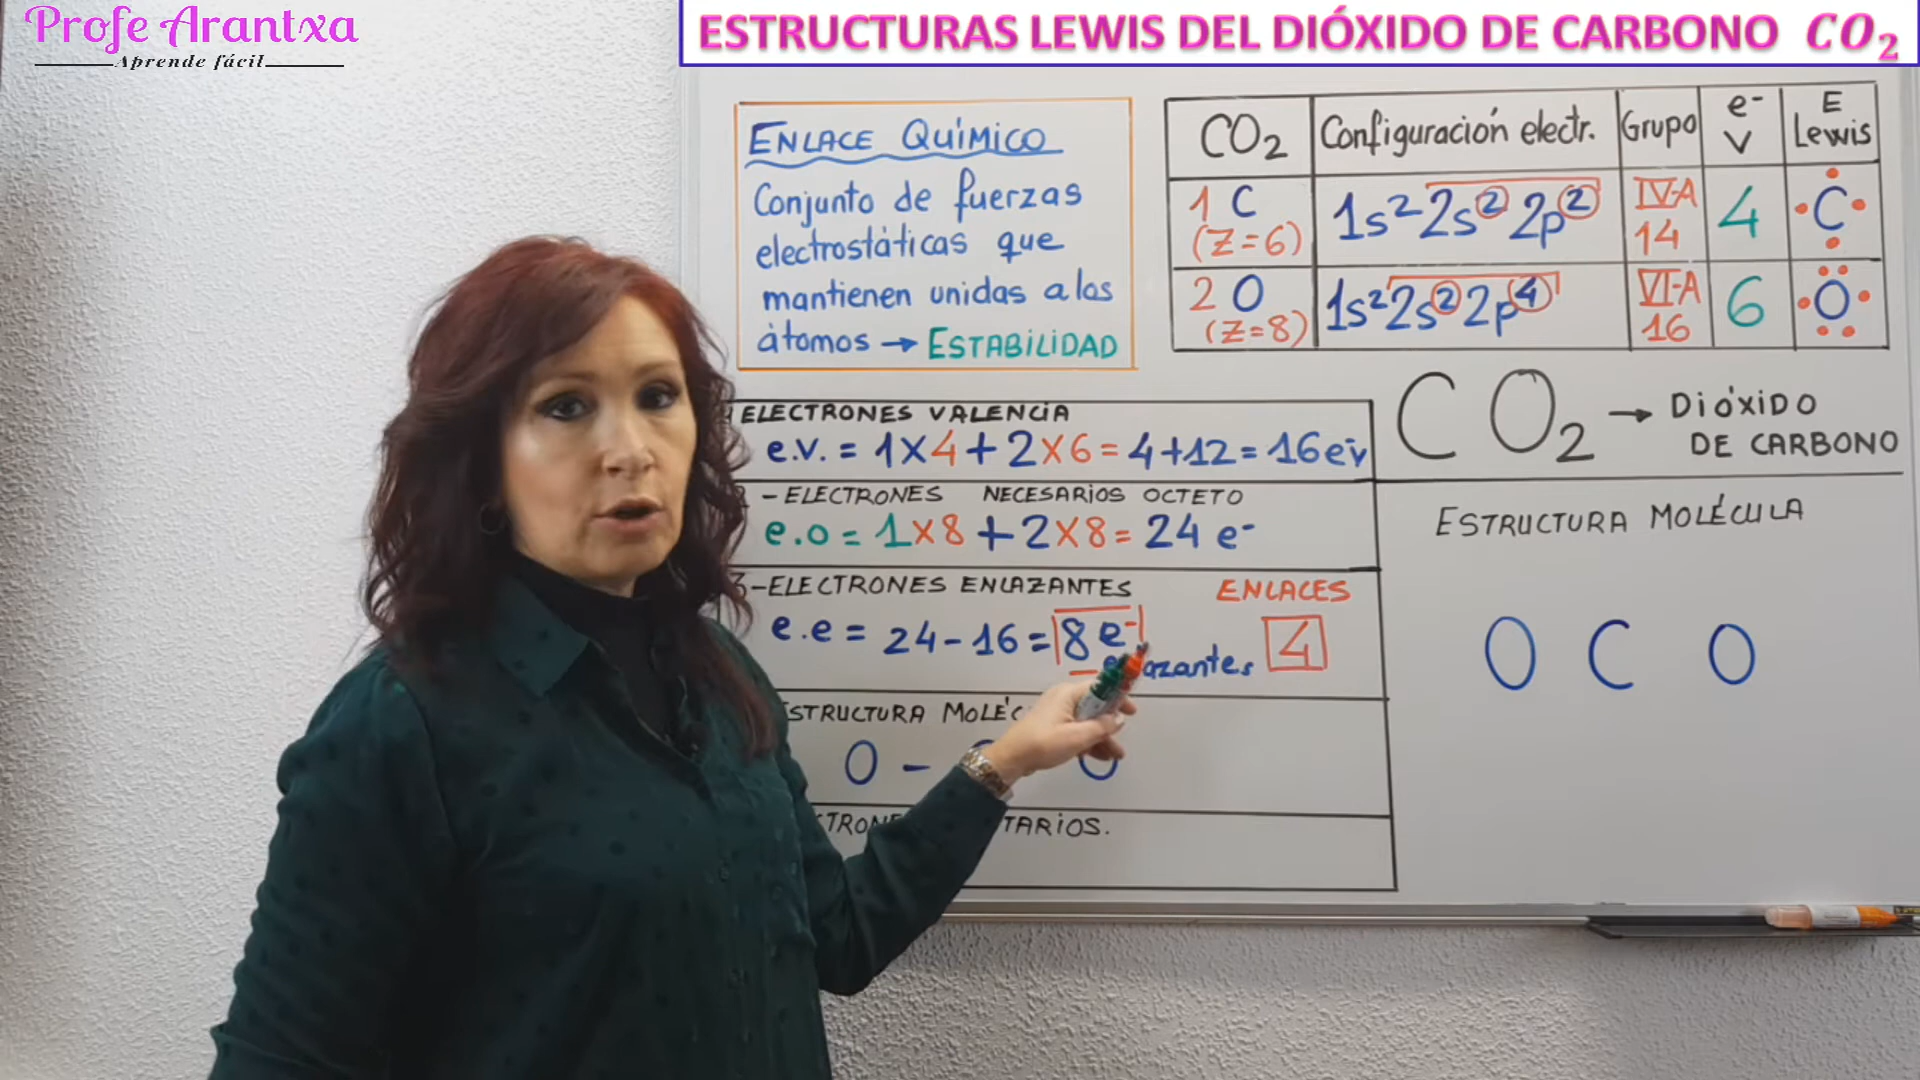 Profe Arantxa
Aprende fácil
ESTRUCTURAS LEWIS DEL DIÓXIDO DE CARBONO CO₂
ENLACE QUÍMICO
Conjunto de fuerzas
electrostáticas que
mantienen unidas a los
átomos → ESTABILIDAD
CO₂ Configuración electr. Grupo e⁻ V E Lewis
1 C (Z=6) 1s² 2s² 2p² IV-A 14 4 C
2 O (Z=8) 1s² 2s² 2p⁴ VI-A 16 6 O
CO₂ → DIÓXIDO
DE CARBONO
ELECTRONES VALENCIA
e.v. = 1x4 + 2x6 = 4+12 = 16 e⁻v
- ELECTRONES NECESARIOS OCTETO
e.o = 1x8 + 2x8 = 24 e⁻
3-ELECTRONES ENLAZANTES ENLACES
e.e = 24-16 = 8 e⁻ 4
O -
O
ESTRUCTURA MOLÉCULA
O C O